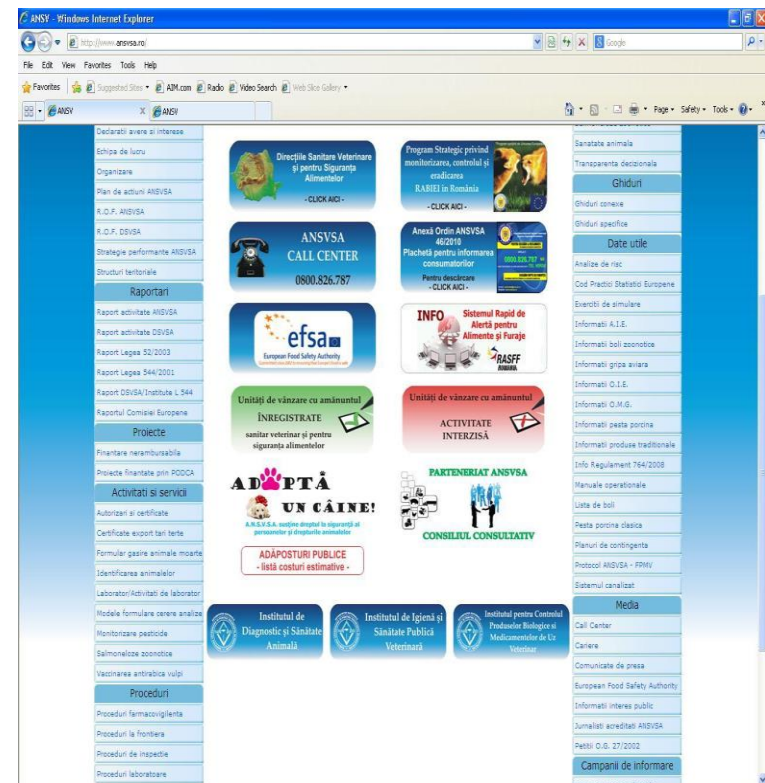 ANSV - Windows Internet Explorer
http://www.ansvsa.ro/
Google
File Edit View Favorites Tools Help
Favorites
Suggested Sites
AIM.com
Radio
Video Search
Web Slice Gallery
ANSV
ANSV
Page
Safety
Tools
Declaratii avere si interese
Echipa de lucru
Organizare
Plan de actiuni ANSVSA
R.O.F. ANSVSA
R.O.F. DSVSA
Strategie performante ANSVSA
Structuri teritoriale
Raportari
Raport activitate ANSVSA
Raport activitate DSVSA
Raport Legea 52/2003
Raport Legea 544/2001
Raport DSVSA/Institute L 544
Raportul Comisiei Europene
Proiecte
Finantare nerambursabila
Proiecte finantate prin PODCA
Activitati si servicii
Autorizari si certificate
Certificate export tari terte
Formular gasire animale moarte
Identificarea animalelor
Laborator/Activitati de laborator
Modele formulare cerere analize
Monitorizare pesticide
Salmoneloze zoonotice
Vaccinarea antirabica vulpi
Proceduri
Proceduri farmacovigilenta
Proceduri la frontiera
Proceduri de inspectie
Proceduri laboratoare
Direcțiile Sanitare Veterinare
și pentru Siguranța
Alimentelor
- CLICK AICI -
Program Strategic privind
monitorizarea, controlul și
eradicarea
RABIEI în România
- CLICK AICI -
ANSVSA
CALL CENTER
0800.826.787
Anexă Ordin ANSVSA
46/2010
Plachetă pentru informarea
consumatorilor
Pentru descărcare
- CLICK AICI -
0800.826.787
efsa
European Food Safety Authority
INFO
Sistemul Rapid de
Alertă pentru
Alimente și Furaje
RASFF
ROMANIA
Unități de vânzare cu amănuntul
ÎNREGISTRATE
sanitar veterinar și pentru
siguranța alimentelor
Unități de vânzare cu amănuntul
ACTIVITATE
INTERZISĂ
ADOPTĂ
UN CÂINE!
A.N.S.V.S.A. susține dreptul la siguranță al
persoanelor și drepturile animalelor
PARTENERIAT ANSVSA
CONSILIUL CONSULTATIV
ADĂPOSTURI PUBLICE
- listă costuri estimative -
Institutul de
Diagnostic și Sănătate
Animală
Institutul de Igienă și
Sănătate Publică
Veterinară
Institutul pentru Controlul
Produselor Biologice si
Medicamentelor de Uz
Veterinar
Sanatate animala
Transparenta decizionala
Ghiduri
Ghiduri conexe
Ghiduri specifice
Date utile
Analize de risc
Cod Practici Statistici Europene
Exercitii de simulare
Informatii A.I.E.
Informatii boli zoonotice
Informatii gripa aviara
Informatii O.I.E.
Informatii O.M.G.
Informatii pesta porcina
Informatii produse traditionale
Info Regulament 764/2008
Manuale operationale
Lista de boli
Pesta porcina clasica
Planuri de contingenta
Protocol ANSVSA - FPMV
Sistemul canalizat
Media
Call Center
Cariere
Comunicate de presa
European Food Safety Authority
Informatii interes public
Jurnalisti acreditati ANSVSA
Petitii O.G. 27/2002
Campanii de informare